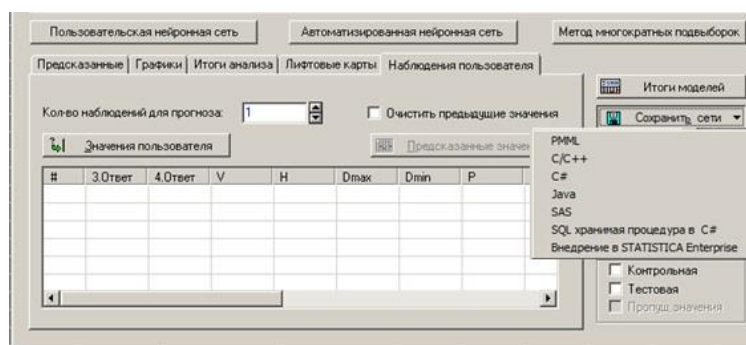 Пользовательская нейронная сеть
Автоматизированная нейронная сеть
Метод многократных подвыборок
Предсказанные
Графики
Итоги анализа
Лифтовые карты
Наблюдения пользователя
Кол-во наблюдений для прогноза:
1
Очистить предыдущие значения
Значения пользователя
Предсказанные
# 3.Ответ 4.Ответ V H Dmax Dmin P
Итоги моделей
Сохранить сети
PMML
C/C++
C#
Java
SAS
SQL хранимая процедура в C#
Внедрение в STATISTICA Enterprise
Контрольная
Тестовая
Пропущ.значения